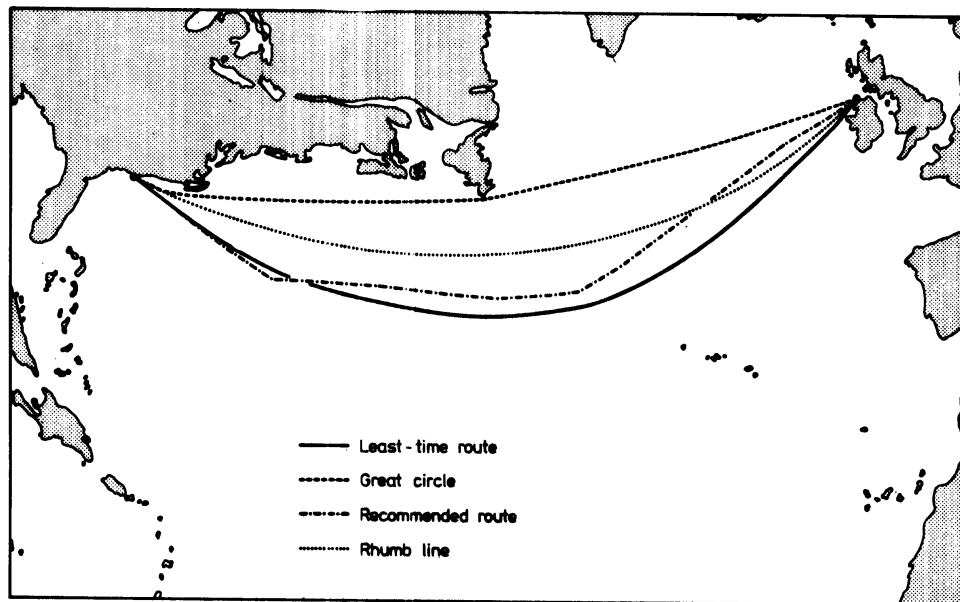 Least-time route
Great circle
Recommended route
Rhumb line